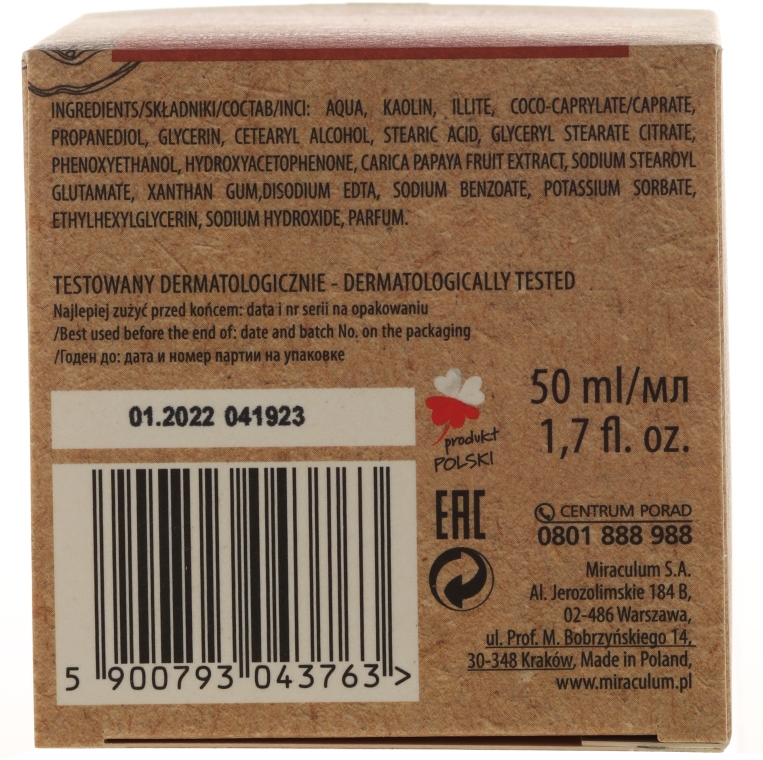 INGREDIENTS/SKŁADNIKI/СОСТАВ/INCI: AQUA, KAOLIN, ILLITE, COCO-CAPRYLATE/CAPRATE,
PROPANEDIOL, GLYCERIN, CETEARYL ALCOHOL, STEARIC ACID, GLYCERYL STEARATE CITRATE,
PHENOXYETHANOL, HYDROXYACETOPHENONE, CARICA PAPAYA FRUIT EXTRACT, SODIUM STEAROYL
GLUTAMATE, XANTHAN GUM,DISODIUM EDTA, SODIUM BENZOATE, POTASSIUM SORBATE,
ETHYLHEXYLGLYCERIN, SODIUM HYDROXIDE, PARFUM.
TESTOWANY DERMATOLOGICZNIE - DERMATOLOGICALLY TESTED
Najlepiej zużyć przed końcem: data i nr serii na opakowaniu
/Best used before the end of: date and batch No. on the packaging
/Годен до: дата и номер партии на упаковке
01.2022 041923
produkt
POLSKI
50 ml/мл
1,7 fl. oz.
EAC
CENTRUM PORAD
0801 888 988
Miraculum S.A.
Al. Jerozolimskie 184 B,
02-486 Warszawa,
ul. Prof. M. Bobrzyńskiego 14,
30-348 Kraków, Made in Poland,
www.miraculum.pl
5 900793 043763 >